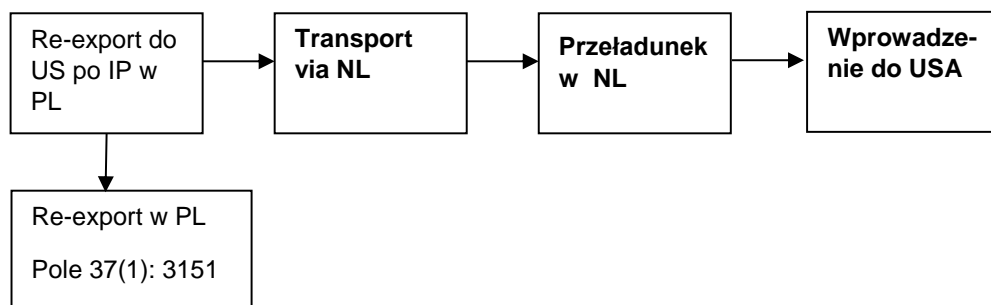 Re-export do
US po IP w
PL
Transport
via NL
Przeładunek
w NL
Wprowadze-
nie do USA
Re-export w PL
Pole 37(1): 3151